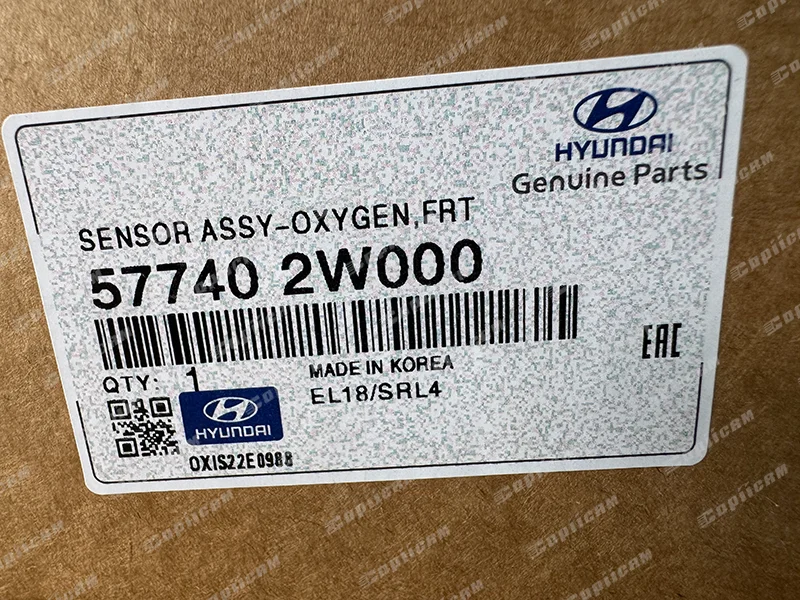 HYUNDAI
Genuine Parts
SENSOR ASSY-OXYGEN,FRT
57740 2W000
QTY: 1
MADE IN KOREA
EL18/SRL4
EAC
HYUNDAI
OXIS22E0988
Copiicam